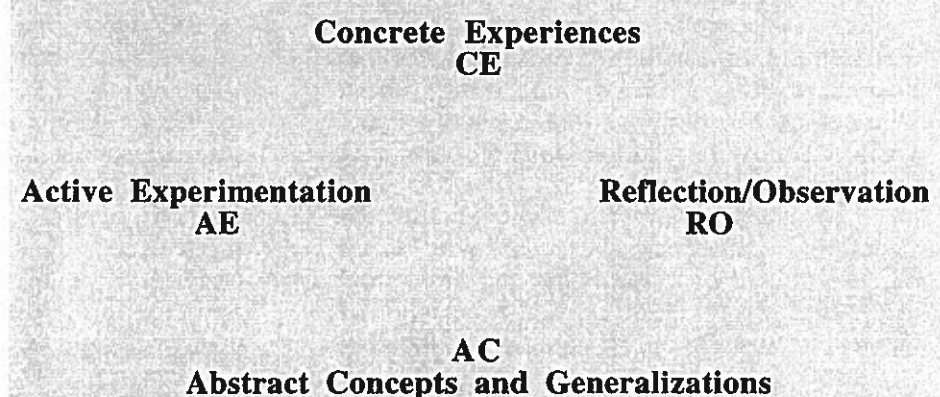 Concrete Experiences
CE
Active Experimentation
AE
Reflection/Observation
RO
AC
Abstract Concepts and Generalizations